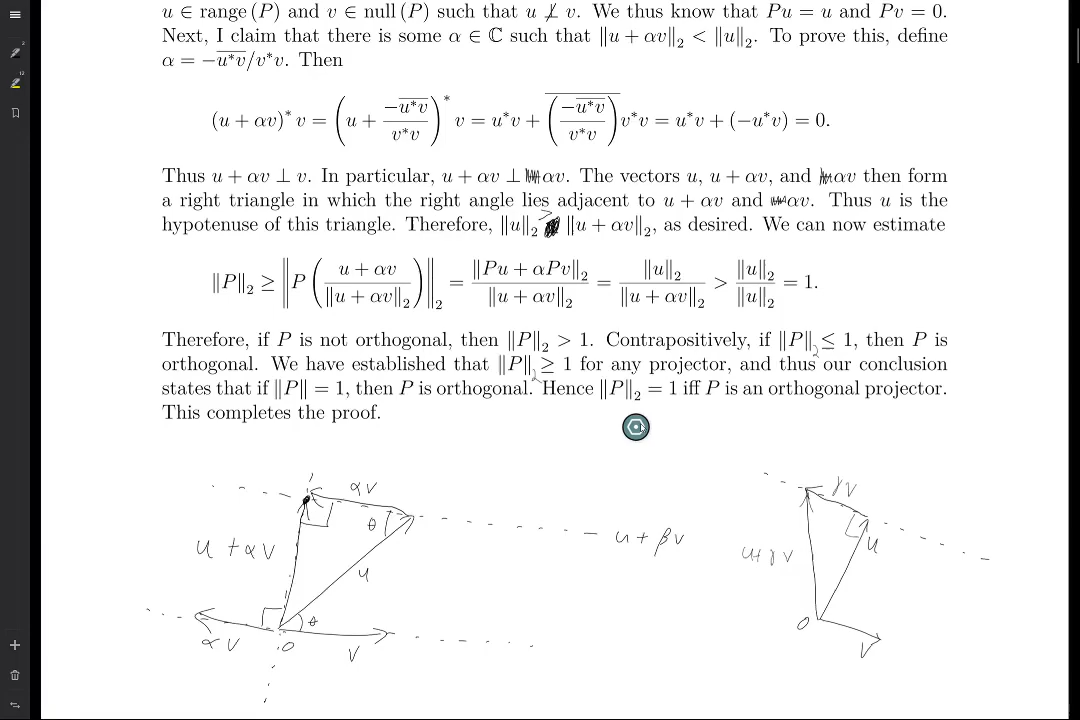 u ∈ range (P) and v ∈ null (P) such that u ⊥̸ v. We thus know that Pu = u and Pv = 0.
Next, I claim that there is some α ∈ ℂ such that ‖u + αv‖₂ < ‖u‖₂. To prove this, define
α = −\overline{u*v}/v*v. Then
(u + αv)* v = (u + \frac{−\overline{u*v}}{v*v})* v = u*v + \overline{(\frac{−\overline{u*v}}{v*v})} v*v = u*v + (−u*v) = 0.
Thus u + αv ⊥ v. In particular, u + αv ⊥ αv. The vectors u, u + αv, and αv then form
a right triangle in which the right angle lies adjacent to u + αv and αv. Thus u is the
hypotenuse of this triangle. Therefore, ‖u‖₂ > ‖u + αv‖₂, as desired. We can now estimate
‖P‖₂ ≥ ‖P (\frac{u + αv}{‖u + αv‖₂})‖₂ = \frac{‖Pu + αPv‖₂}{‖u + αv‖₂} = \frac{‖u‖₂}{‖u + αv‖₂} > \frac{‖u‖₂}{‖u‖₂} = 1.
Therefore, if P is not orthogonal, then ‖P‖₂ > 1. Contrapositively, if ‖P‖₂ ≤ 1, then P is
orthogonal. We have established that ‖P‖₂ ≥ 1 for any projector, and thus our conclusion
states that if ‖P‖ = 1, then P is orthogonal. Hence ‖P‖₂ = 1 iff P is an orthogonal projector.
This completes the proof.
αv
θ
u + αv
u
u + βv
θ
αv
0
v
γv
u
u+γv
0
v